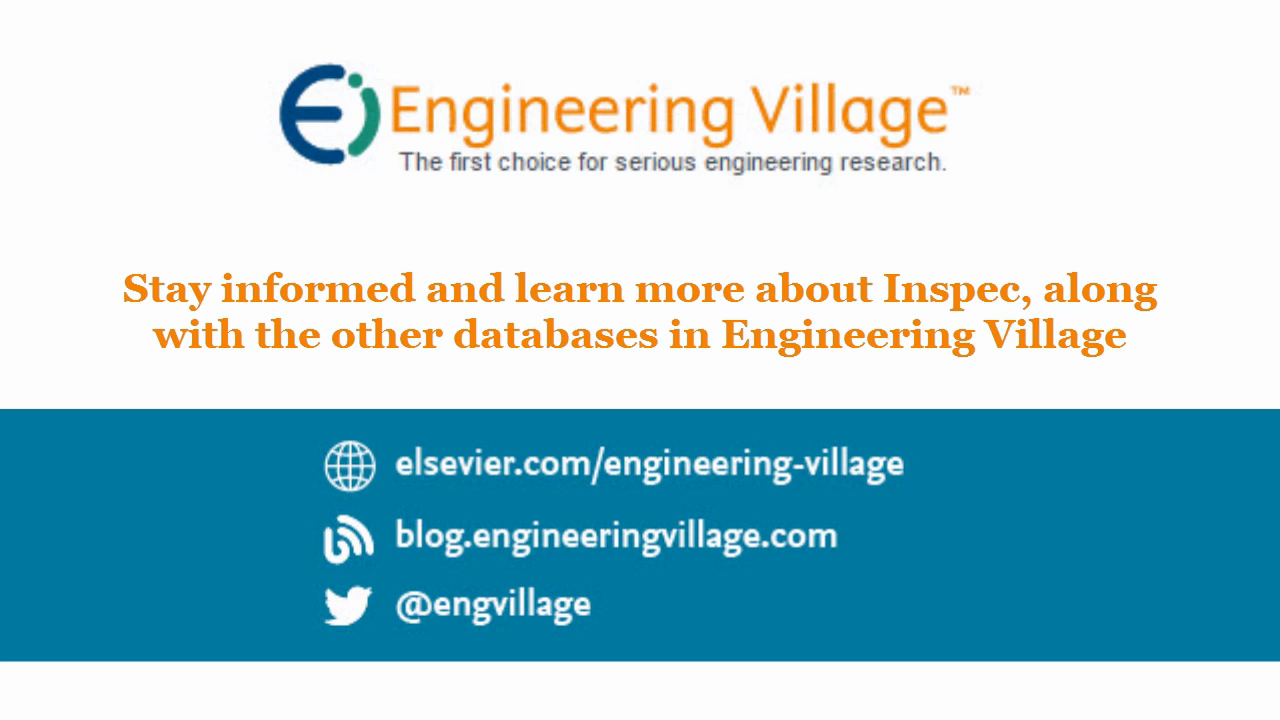 Ei Engineering Village™
The first choice for serious engineering research.
Stay informed and learn more about Inspec, along
with the other databases in Engineering Village
elsevier.com/engineering-village
blog.engineeringvillage.com
@engvillage